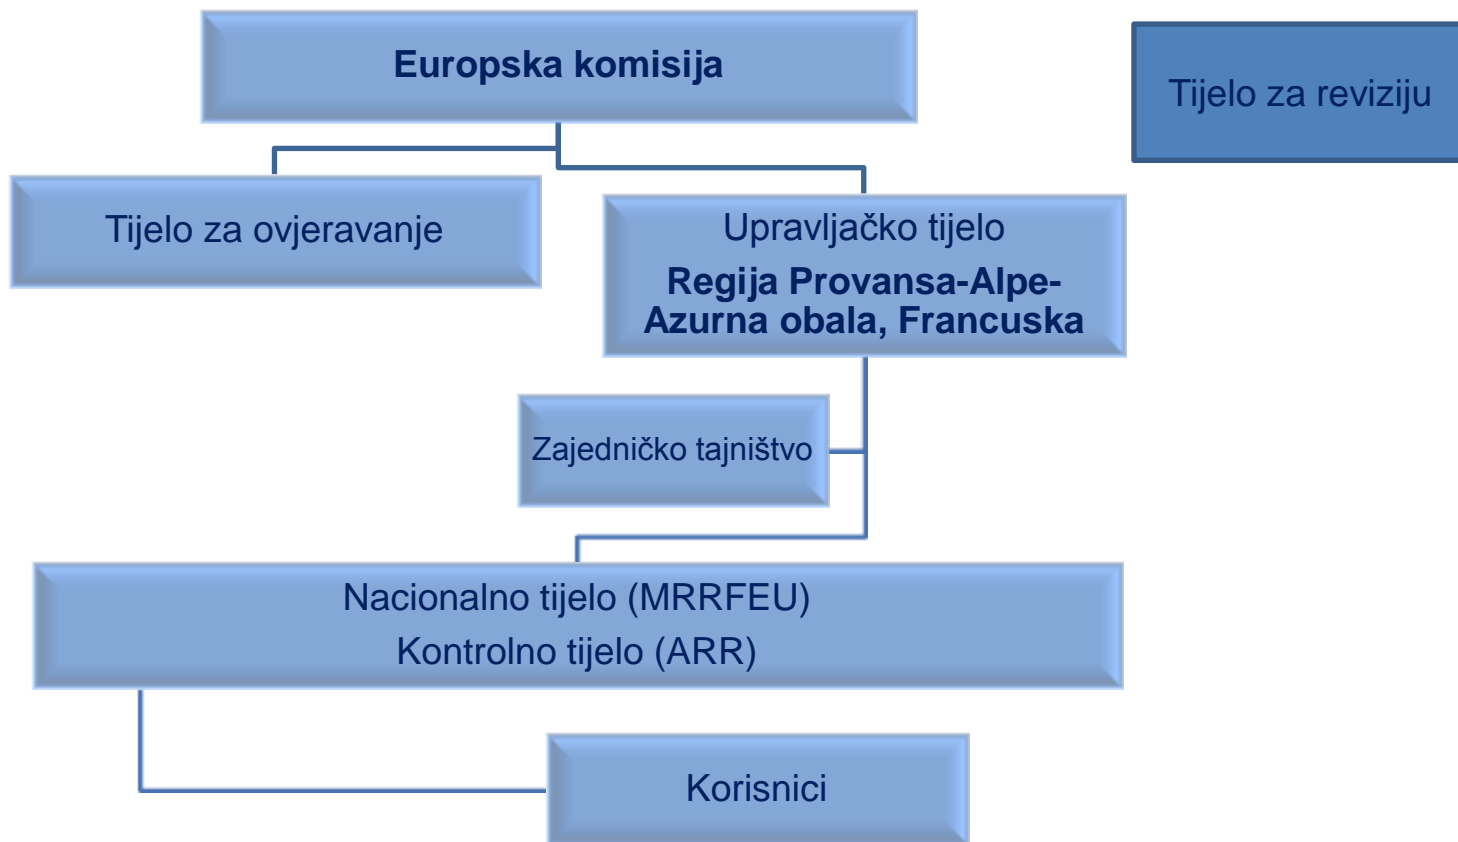 Europska komisija
Tijelo za reviziju
Tijelo za ovjeravanje
Upravljačko tijelo
Regija Provansa-Alpe-
Azurna obala, Francuska
Zajedničko tajništvo
Nacionalno tijelo (MRRFEU)
Kontrolno tijelo (ARR)
Korisnici